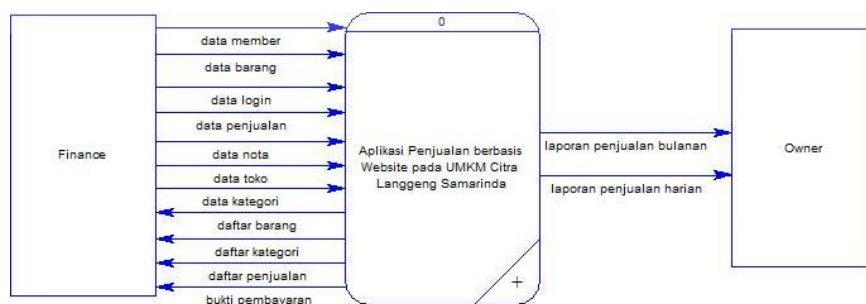 0
data member
data barang
data login
data penjualan
data nota
data toko
data kategori
daftar barang
daftar kategori
daftar penjualan
bukti pembayaran
Finance
Aplikasi Penjualan berbasis
Website pada UMKM Citra
Langgeng Samarinda
+
laporan penjualan bulanan
laporan penjualan harian
Owner